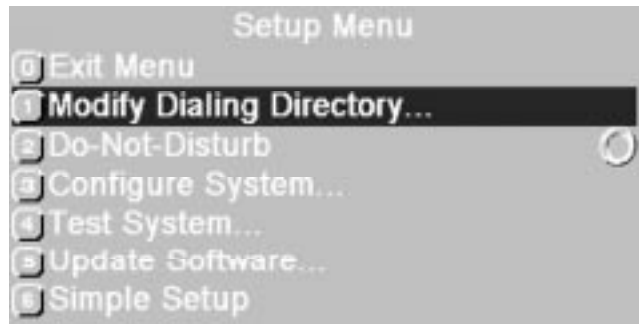 Setup Menu
0 Exit Menu
1 Modify Dialing Directory...
2 Do-Not-Disturb
3 Configure System...
4 Test System...
5 Update Software...
6 Simple Setup